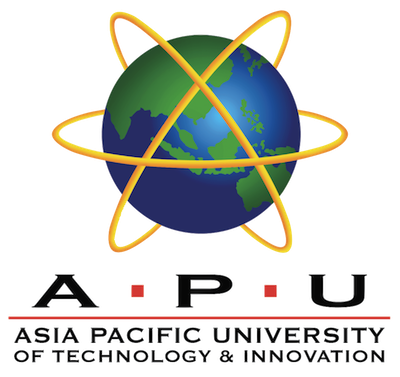 A · P · U
ASIA PACIFIC UNIVERSITY
OF TECHNOLOGY & INNOVATION